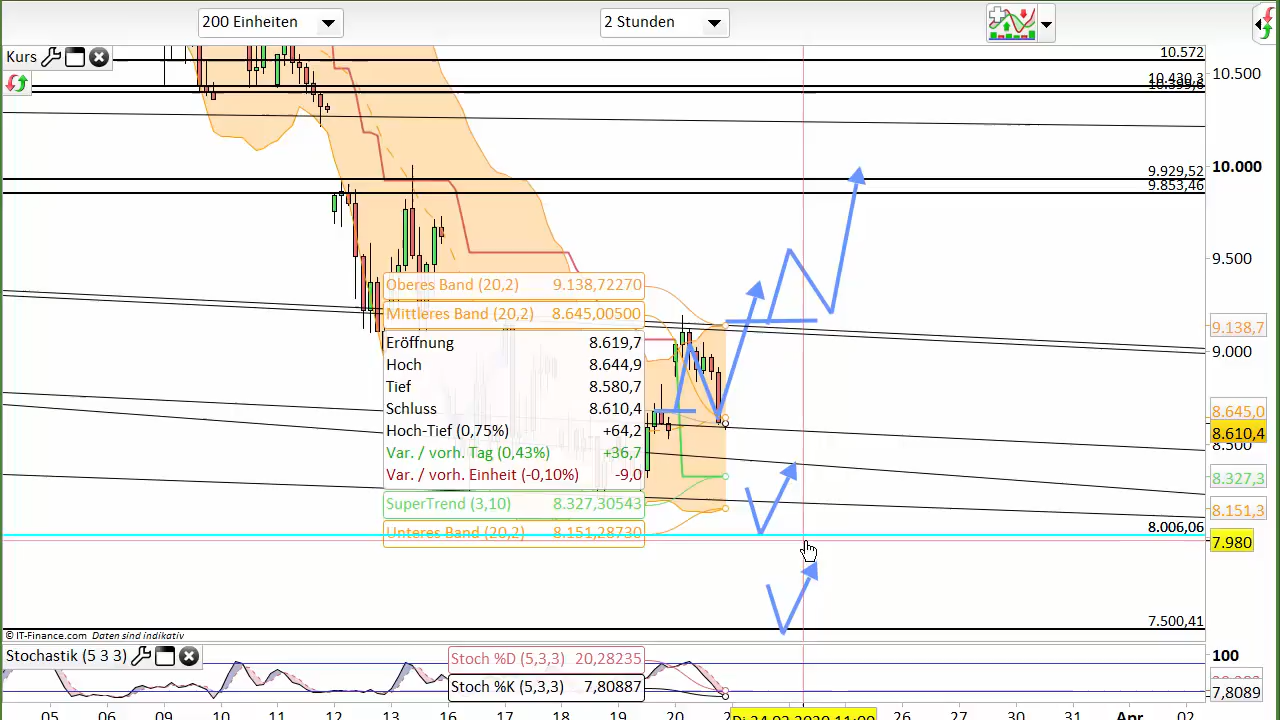 200 Einheiten
2 Stunden
Kurs
10.572
10.500
10.430,3
10.000
9.929,52
9.853,46
9.500
Oberes Band (20,2) 9.138,72270
Mittleres Band (20,2) 8.645,00500
9.138,7
Eröffnung 8.619,7
9.000
Hoch 8.644,9
Tief 8.580,7
Schluss 8.610,4
8.645,0
Hoch-Tief (0,75%) +64,2
8.610,4
8.500
Var. / vorh. Tag (0,43%) +36,7
Var. / vorh. Einheit (-0,10%) -9,0
8.327,3
SuperTrend (3,10) 8.327,30543
8.151,3
Unteres Band (20,2) 8.151,28730
8.006,06
7.980
7.500,41
© IT-Finance.com Daten sind indikativ
Stochastik (5 3 3)
100
Stoch %D (5,3,3) 20,28235
Stoch %K (5,3,3) 7,80887
7,8089
05 06 09 10 11 12 13 16 17 18 19 20 Di 24.03.2020 11:00 26 27 30 31 Apr 02